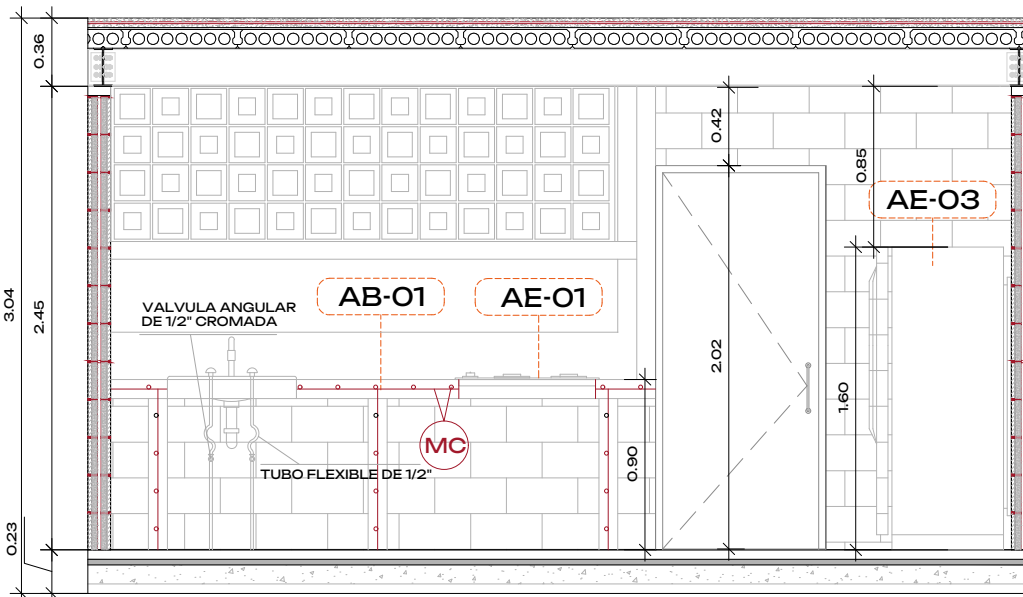 0.36
0.42
0.85
AE-03
3.04
2.45
VALVULA ANGULAR
DE 1/2" CROMADA
AB-01
AE-01
2.02
1.60
MC
0.90
TUBO FLEXIBLE DE 1/2"
0.23